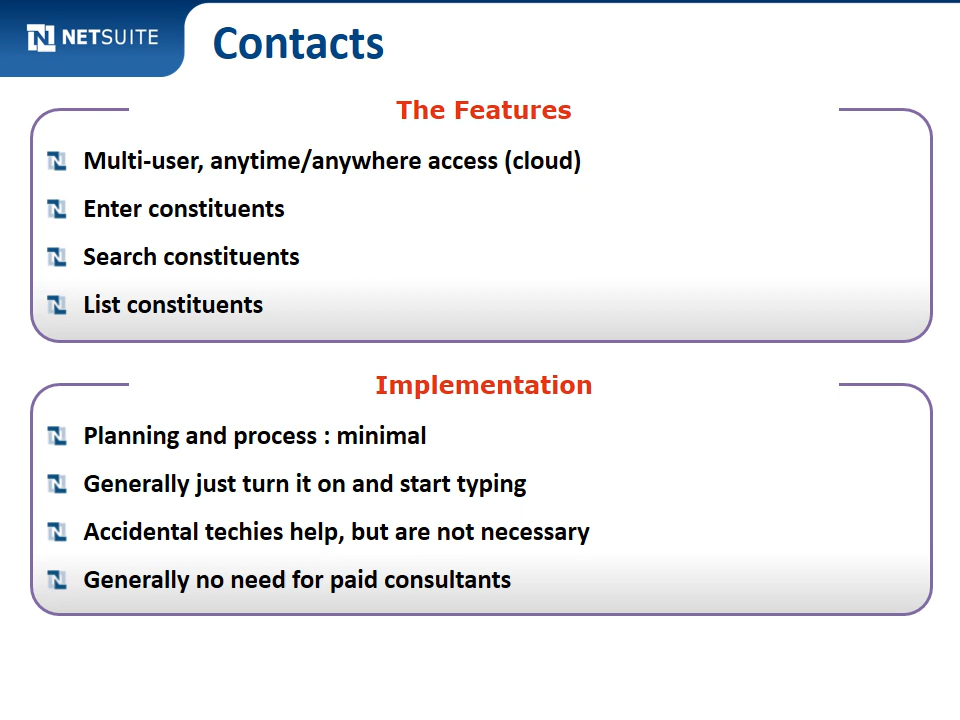 NETSUITE
Contacts
The Features
Multi-user, anytime/anywhere access (cloud)
Enter constituents
Search constituents
List constituents
Implementation
Planning and process : minimal
Generally just turn it on and start typing
Accidental techies help, but are not necessary
Generally no need for paid consultants